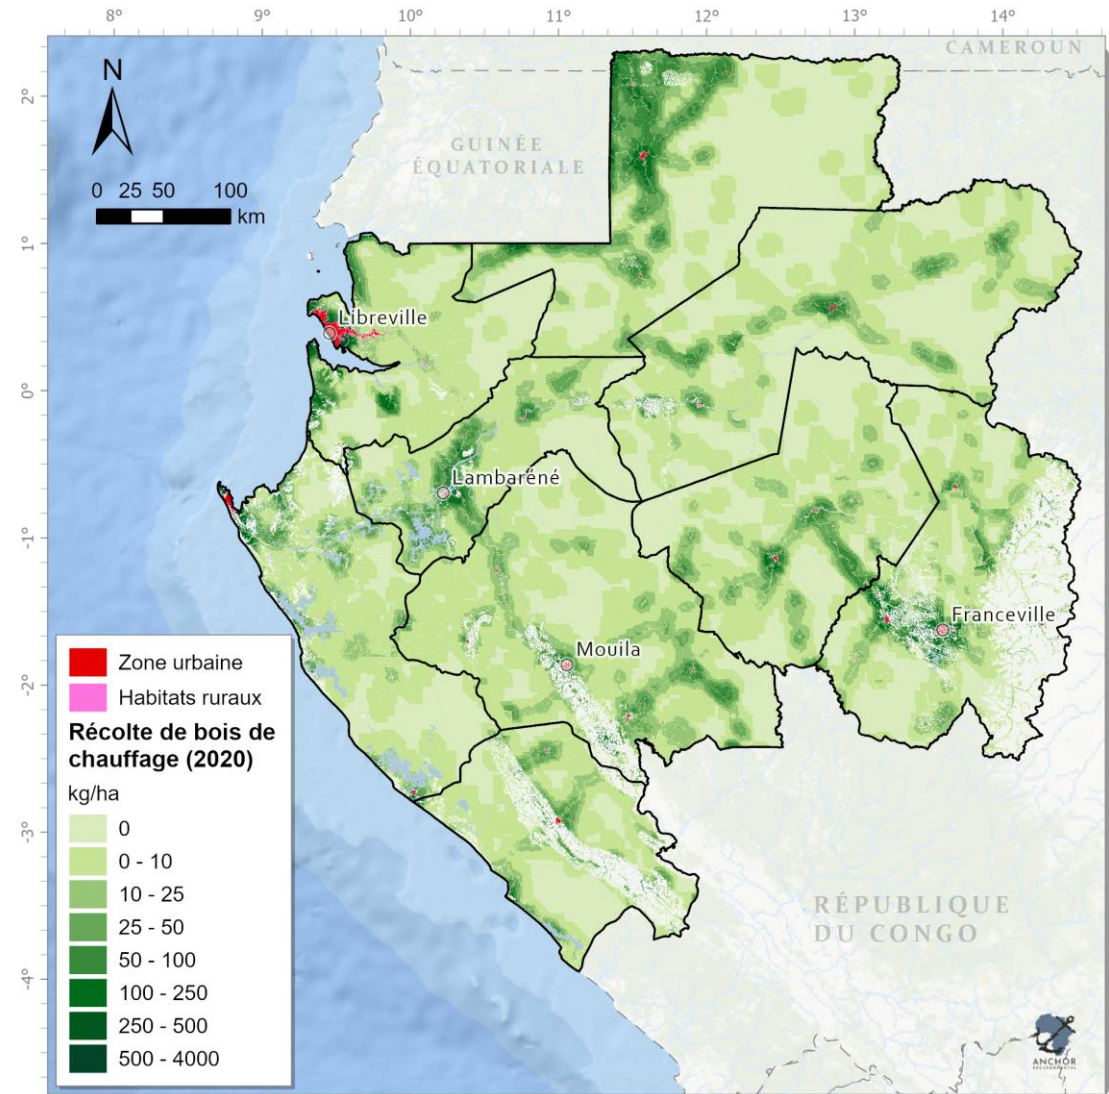 8° 9° 10° 11° 12° 13° 14°
CAMEROUN
N
2°
GUINÉE
ÉQUATORIALE
0 25 50 100
km
1°
Libreville
0°
Lambaréné
-1°
Franceville
Mouila
-2°
Zone urbaine
Habitats ruraux
Récolte de bois de
chauffage (2020)
kg/ha
0
0 - 10
10 - 25
25 - 50
50 - 100
100 - 250
250 - 500
500 - 4000
-3°
RÉPUBLIQUE
DU CONGO
-4°
ANCHOR
ENVIRONMENTAL